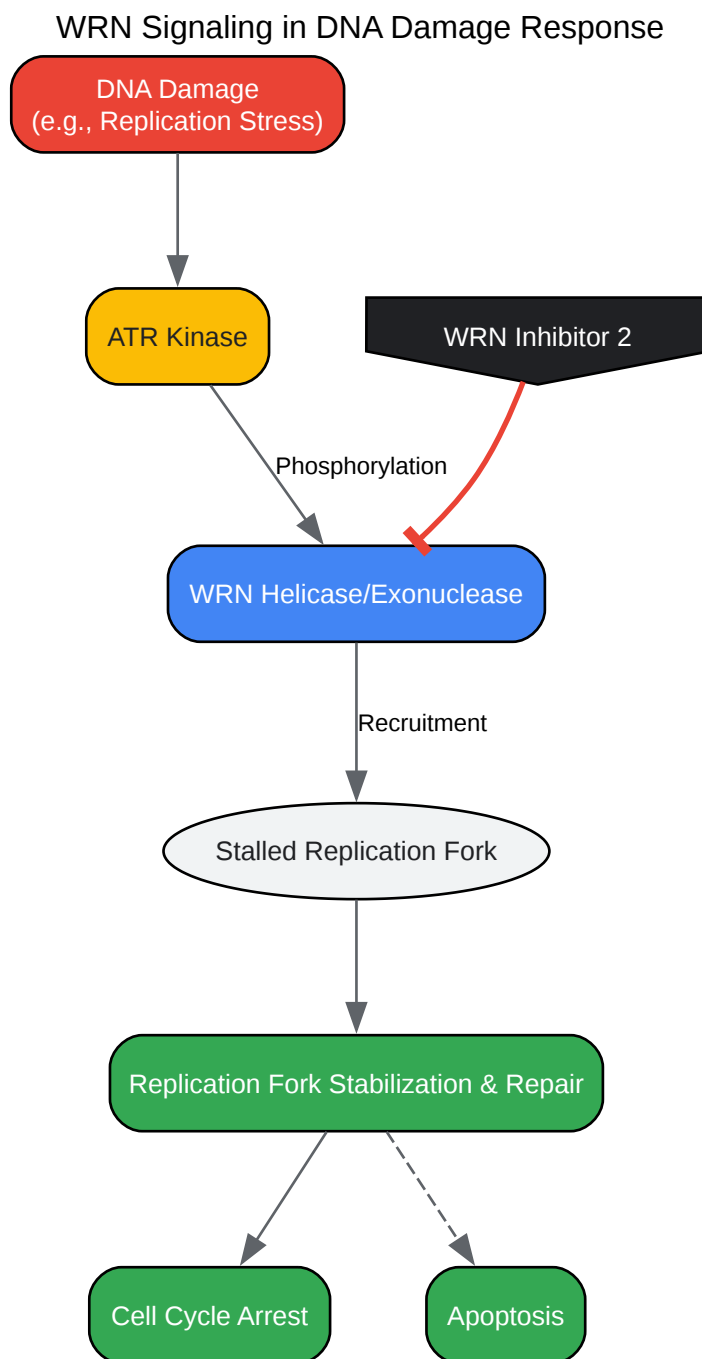 WRN Signaling in DNA Damage Response
DNA Damage
(e.g., Replication Stress)
ATR Kinase
WRN Inhibitor 2
Phosphorylation
WRN Helicase/Exonuclease
Recruitment
Stalled Replication Fork
Replication Fork Stabilization & Repair
Cell Cycle Arrest
Apoptosis